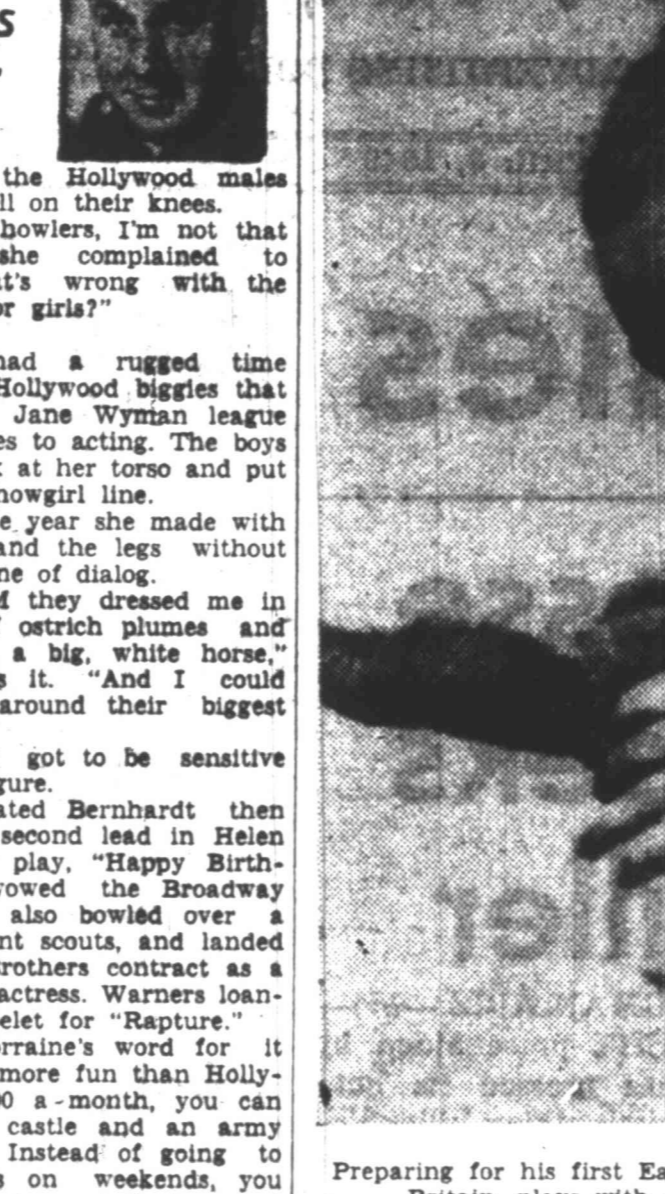 s
the Hollywood males
ll on their knees.
howlers, I'm not that
she complained to
t's wrong with the
or girls?"
had a rugged time
Hollywood biggies that
Jane Wyman league
es to acting. The boys
k at her torso and put
howgirl line.
e year she made with
and the legs without
ne of dialog.
M they dressed me in
f ostrich plumes and
a big, white horse,"
s it. "And I could
around their biggest
got to be sensitive
gure.
ated Bernhardt then
second lead in Helen
play, "Happy Birth-
wowed the Broadway
also bowled over a
nt scouts, and landed
rothers contract as a
actress. Warners loan-
elet for "Rapture."
orraine's word for it
more fun than Holly-
0 a-month, you can
castle and an army
Instead of going to
s on weekends, you
Preparing for his first Ea
Britain plays with